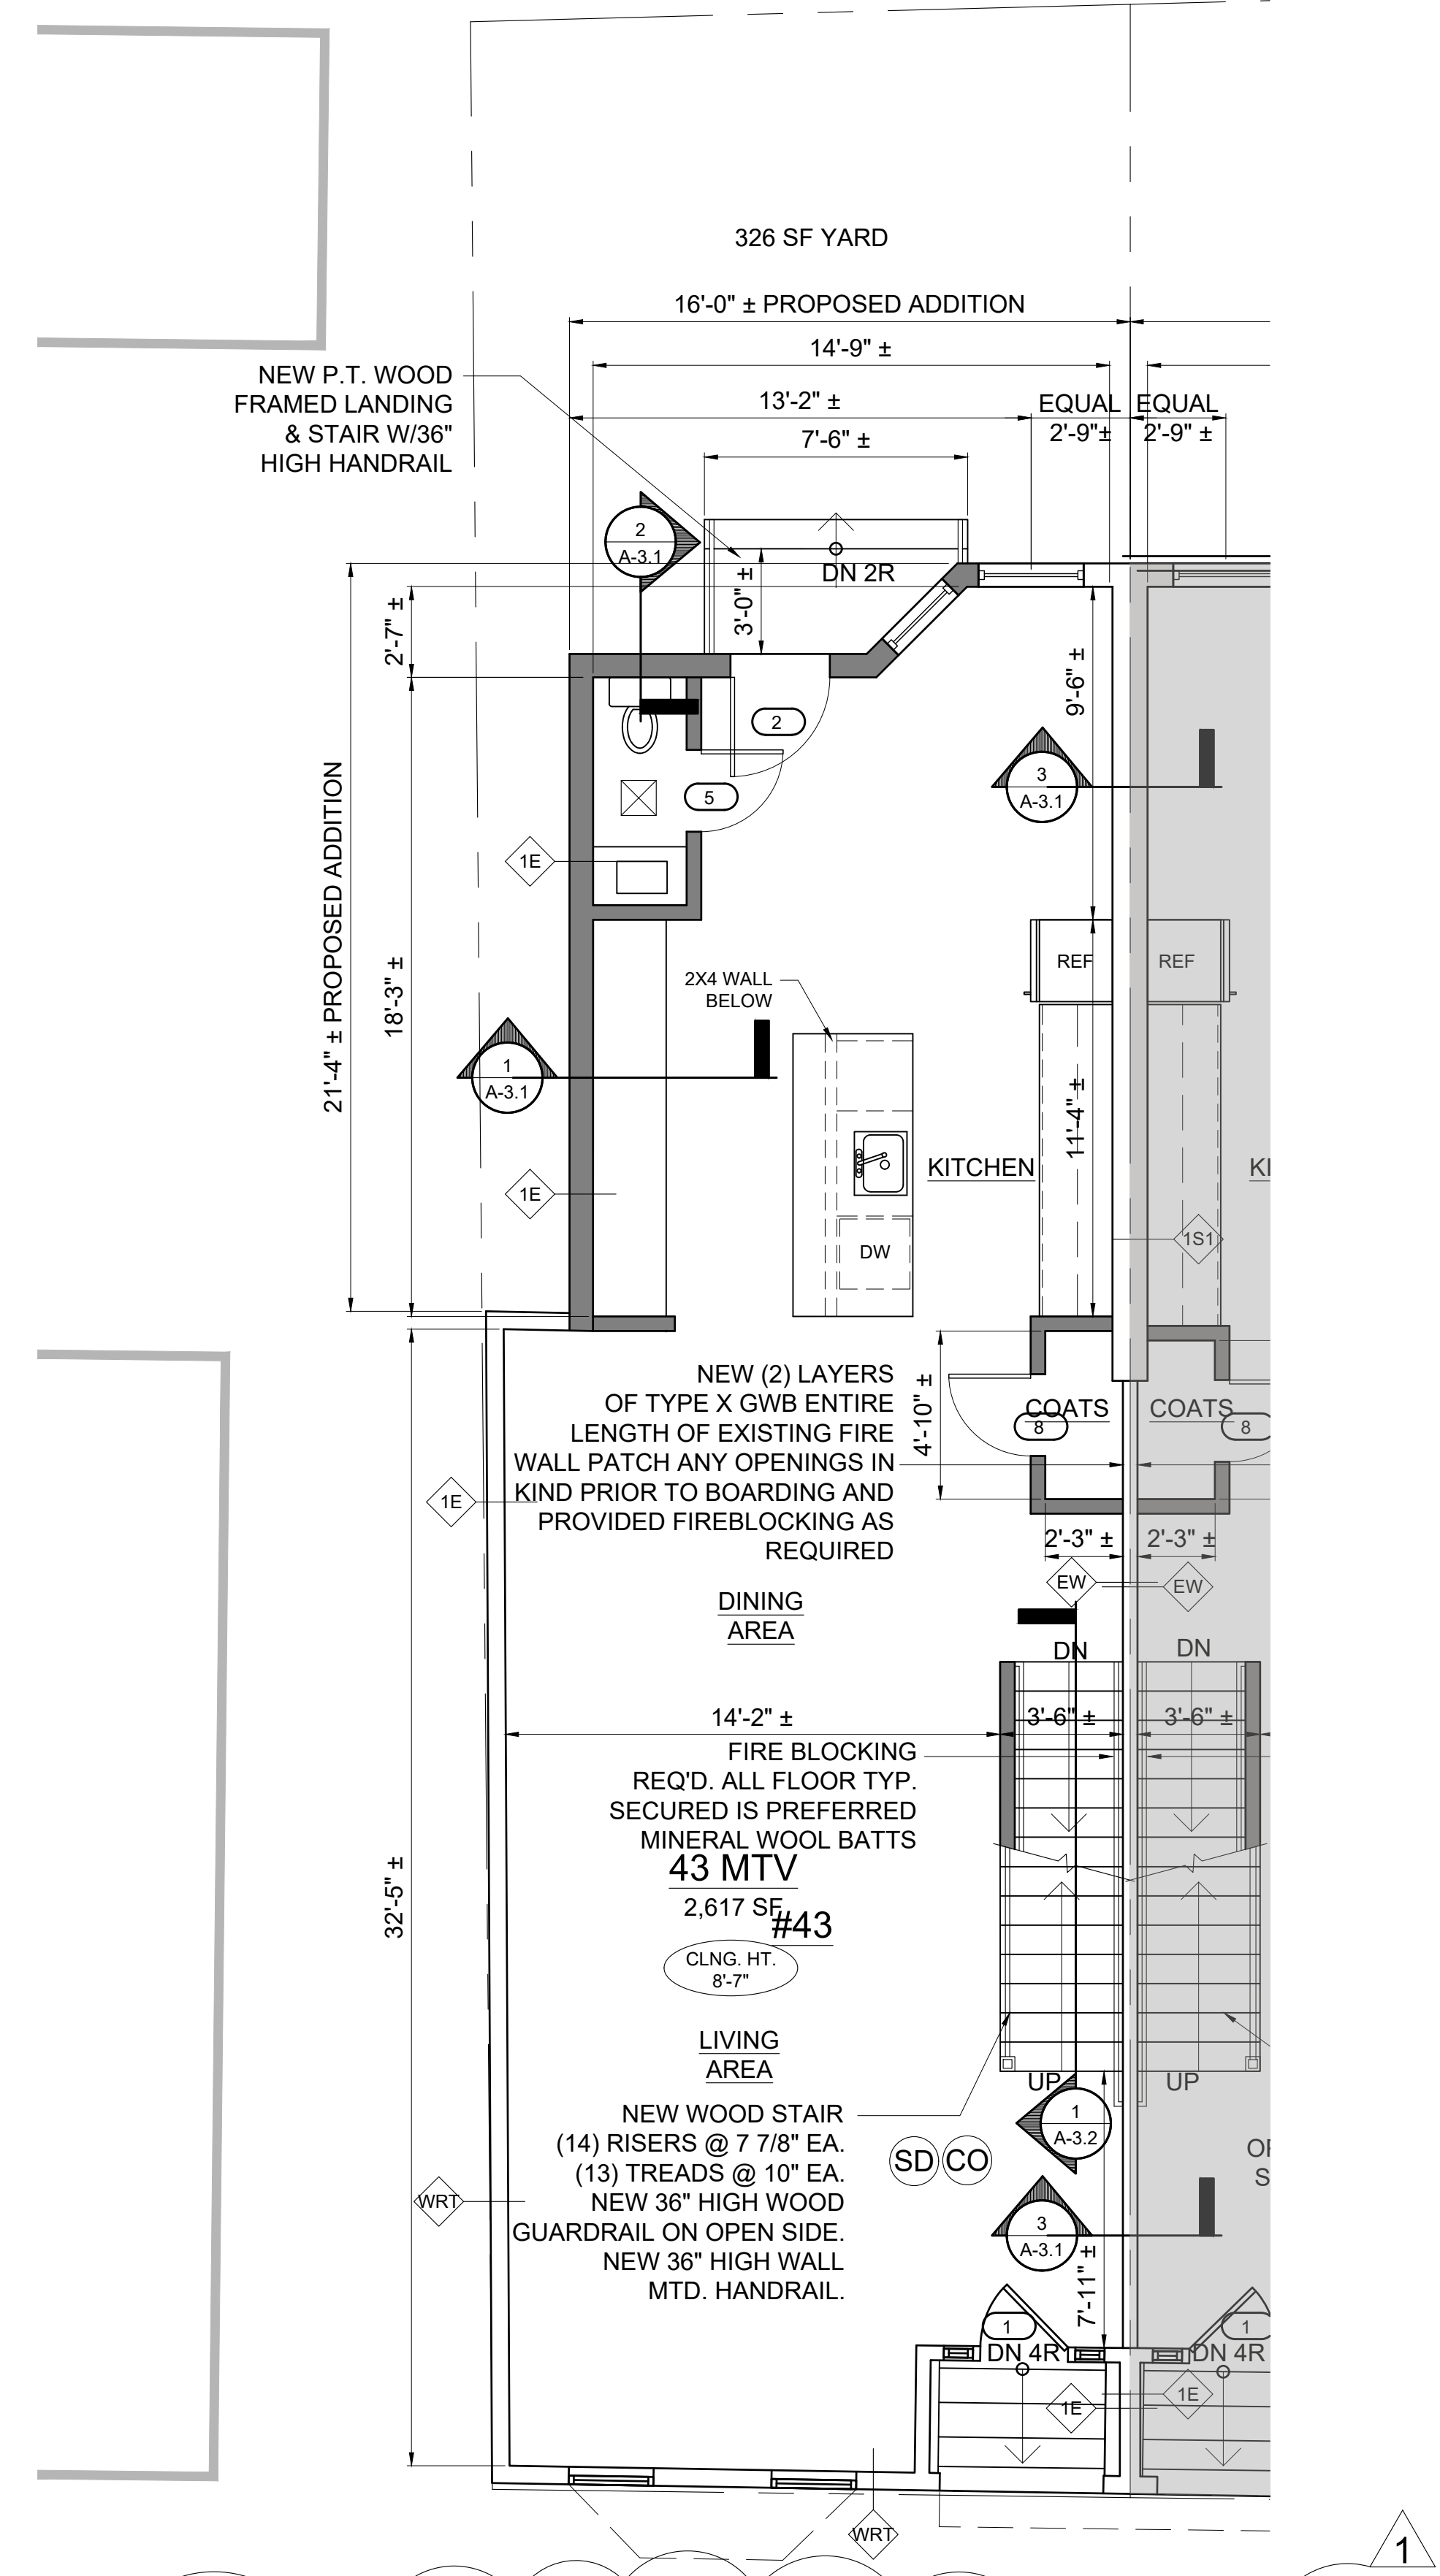 326 SF YARD
16'-0" ± PROPOSED ADDITION
14'-9" ±
13'-2" ±
EQUAL
2'-9"±
EQUAL
2'-9" ±
7'-6" ±
NEW P.T. WOOD
FRAMED LANDING
& STAIR W/36"
HIGH HANDRAIL
2
A-3.1
DN 2R
3'-0" ±
2'-7" ±
9'-6" ±
2
5
3
A-3.1
1E
21'-4" ± PROPOSED ADDITION
18'-3" ±
REF
REF
2X4 WALL
BELOW
1
A-3.1
11'-4" ±
KITCHEN
KI
1E
1S1
DW
NEW (2) LAYERS
OF TYPE X GWB ENTIRE
LENGTH OF EXISTING FIRE
WALL PATCH ANY OPENINGS IN
KIND PRIOR TO BOARDING AND
PROVIDED FIREBLOCKING AS
REQUIRED
4'-10" ±
COATS
8
COATS
8
1E
2'-3" ±
2'-3" ±
EW
EW
DINING
AREA
DN
DN
14'-2" ±
3'-6" ±
3'-6" ±
FIRE BLOCKING
REQ'D. ALL FLOOR TYP.
SECURED IS PREFERRED
MINERAL WOOL BATTS
43 MTV
2,617 SF
#43
CLNG. HT.
8'-7"
32'-5" ±
LIVING
AREA
UP
UP
NEW WOOD STAIR
(14) RISERS @ 7 7/8" EA.
(13) TREADS @ 10" EA.
NEW 36" HIGH WOOD
GUARDRAIL ON OPEN SIDE.
NEW 36" HIGH WALL
MTD. HANDRAIL.
1
A-3.2
SD
CO
S
WRT
3
A-3.1
7'-11" ±
1
1
DN 4R
DN 4R
1E
1E
WRT
1